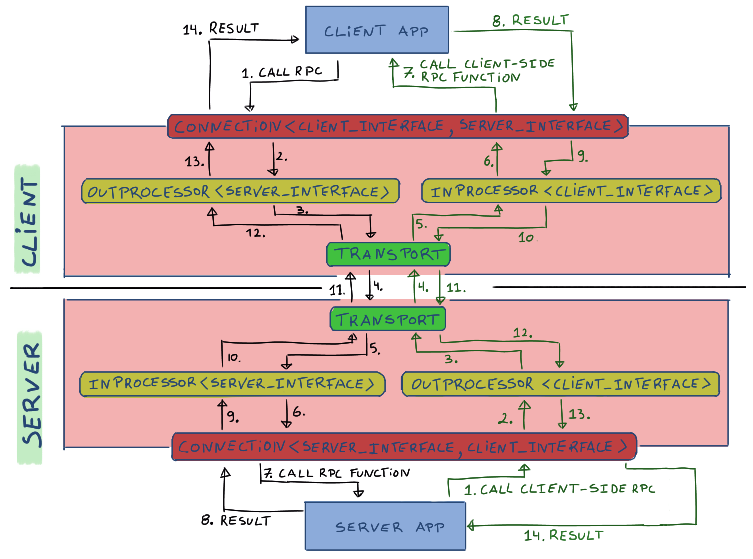 14. RESULT
CLIENT APP
8. RESULT
1. CALL RPC
7. CALL CLIENT-SIDE
RPC FUNCTION
CONNECTION<CLIENT_INTERFACE, SERVER_INTERFACE>
13.
2.
6.
9.
OUTPROCESSOR<SERVER_INTERFACE>
INPROCESSOR<CLIENT_INTERFACE>
3.
12.
5.
10.
TRANSPORT
CLIENT
11.
4.
4.
11.
TRANSPORT
10.
5.
3.
12.
INPROCESSOR<SERVER_INTERFACE>
OUTPROCESSOR<CLIENT_INTERFACE>
9.
6.
2.
13.
SERVER
CONNECTION<SERVER_INTERFACE, CLIENT_INTERFACE>
7. CALL RPC FUNCTION
1. CALL CLIENT-SIDE RPC
8. RESULT
SERVER APP
14. RESULT